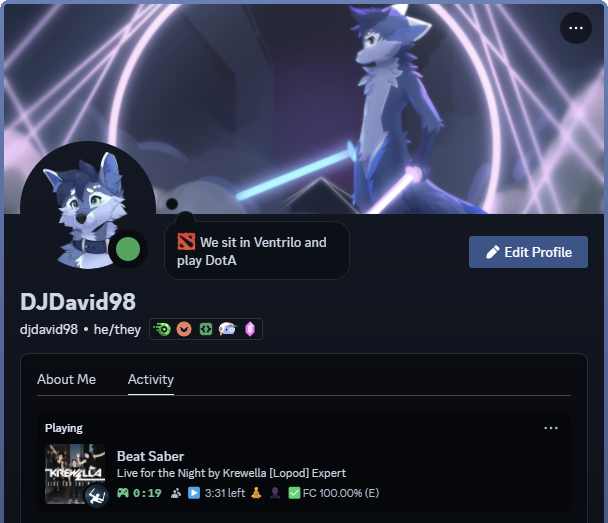 We sit in Ventrilo and
play DotA
Edit Profile
DJDavid98
djdavid98 • he/they
About Me
Activity
Playing
KREWELLA
Beat Saber
Live for the Night by Krewella [Lopod] Expert
0:19 3:31 left FC 100.00% (E)